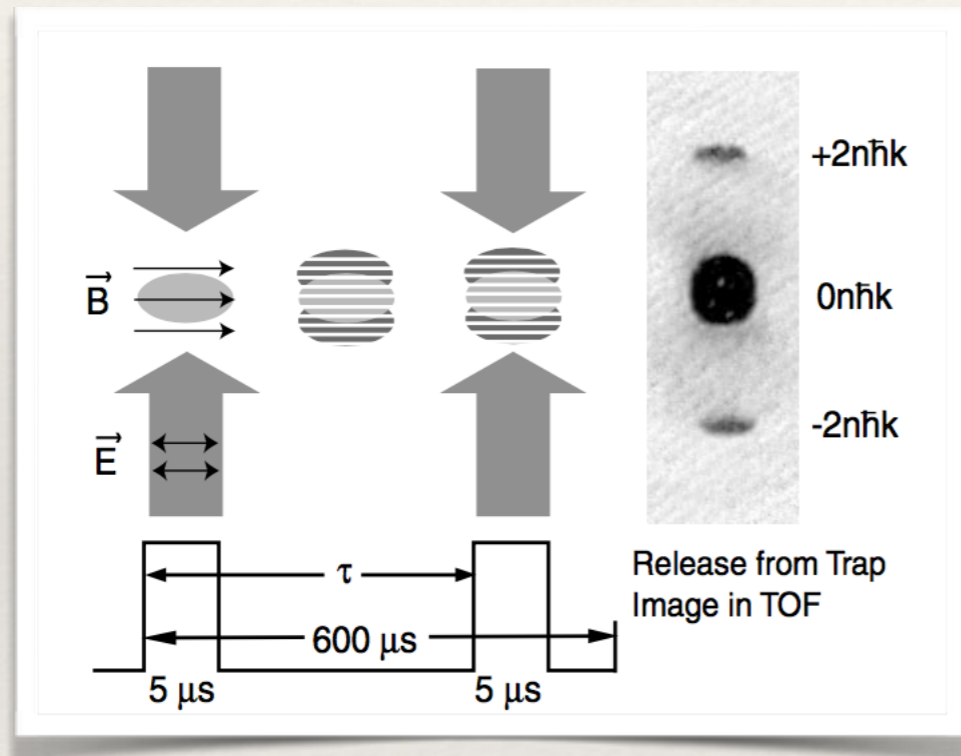 B
E
τ
600 μs
5 μs
5 μs
+2nħk
0nħk
-2nħk
Release from Trap
Image in TOF